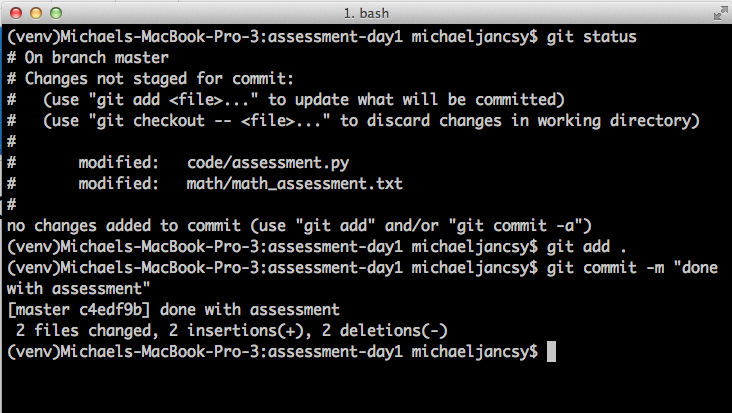 1. bash
(venv)Michaels-MacBook-Pro-3:assessment-day1 michaeljancsy$ git status
# On branch master
# Changes not staged for commit:
#   (use "git add <file>..." to update what will be committed)
#   (use "git checkout -- <file>..." to discard changes in working directory)
#
#       modified:   code/assessment.py
#       modified:   math/math_assessment.txt
#
no changes added to commit (use "git add" and/or "git commit -a")
(venv)Michaels-MacBook-Pro-3:assessment-day1 michaeljancsy$ git add .
(venv)Michaels-MacBook-Pro-3:assessment-day1 michaeljancsy$ git commit -m "done
with assessment"
[master c4edf9b] done with assessment
 2 files changed, 2 insertions(+), 2 deletions(-)
(venv)Michaels-MacBook-Pro-3:assessment-day1 michaeljancsy$